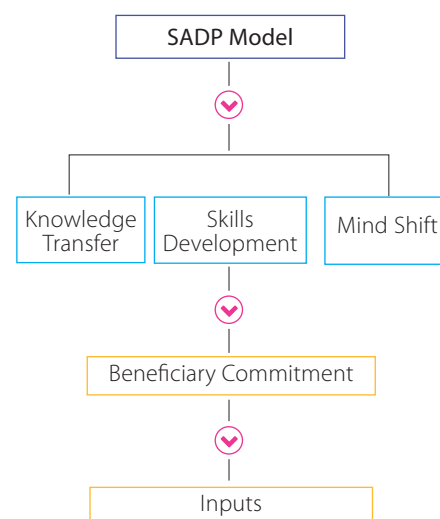 SADP Model
Knowledge
Transfer
Skills
Development
Mind Shift
Beneficiary Commitment
Inputs